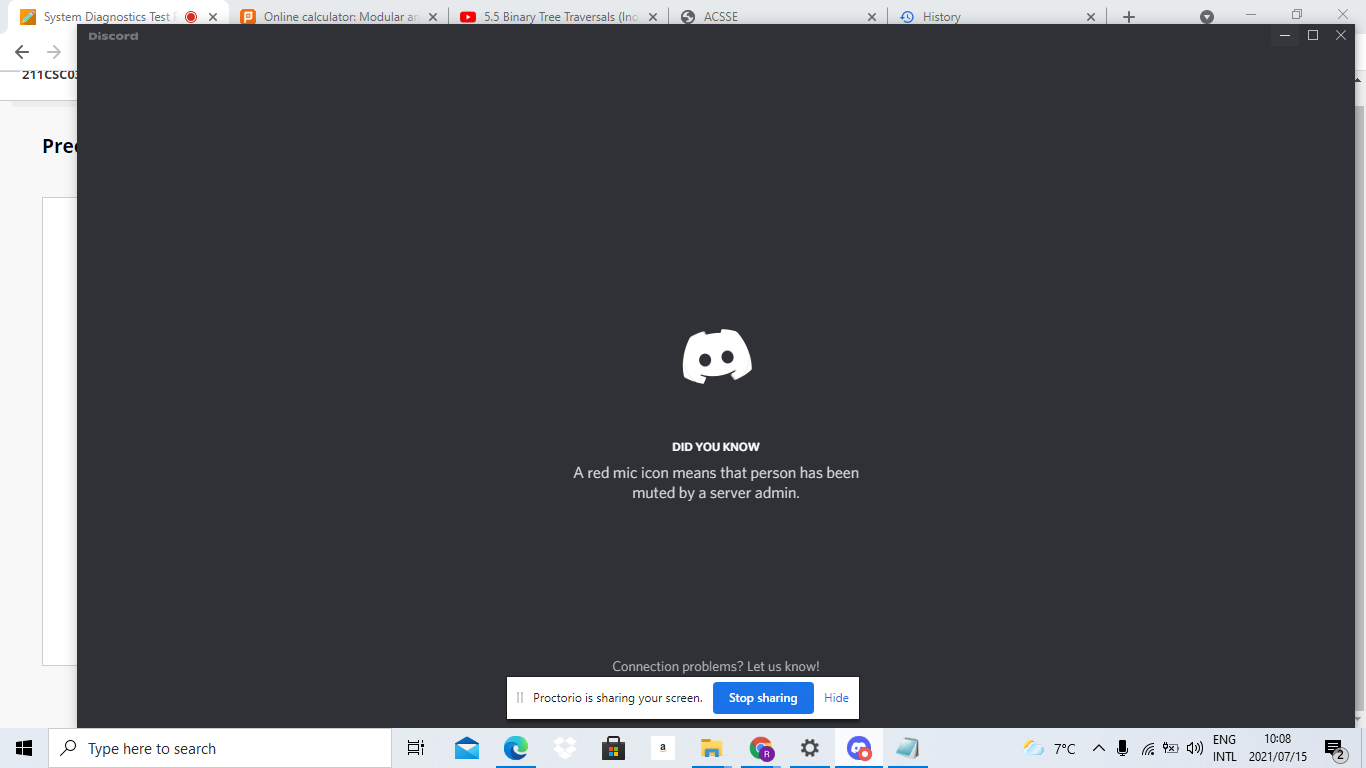 System Diagnostics Test
Online calculator: Modular ar
5.5 Binary Tree Traversals (Ino
ACSSE
History
Discord
211CSC03
Pred
DID YOU KNOW
A red mic icon means that person has been
muted by a server admin.
Connection problems? Let us know!
Proctorio is sharing your screen.
Stop sharing
Hide
Type here to search
a
R
7°C
ENG
INTL
10:08
2021/07/15
2